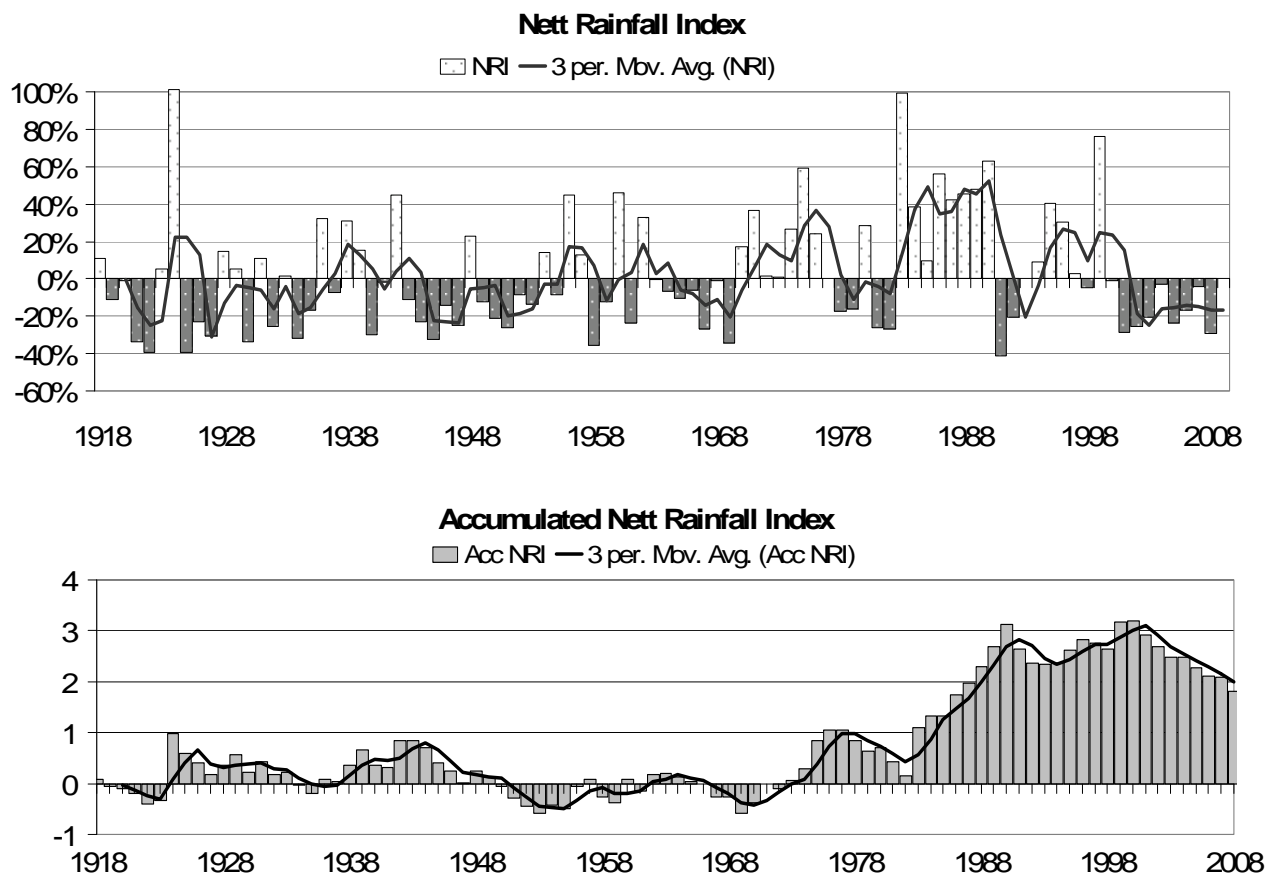 Nett Rainfall Index
NRI 3 per. Mov. Avg. (NRI)
100%
80%
60%
40%
20%
0%
-20%
-40%
-60%
1918 1928 1938 1948 1958 1968 1978 1988 1998 2008
Accumulated Nett Rainfall Index
Acc NRI 3 per. Mov. Avg. (Acc NRI)
4
3
2
1
0
-1
1918 1928 1938 1948 1958 1968 1978 1988 1998 2008